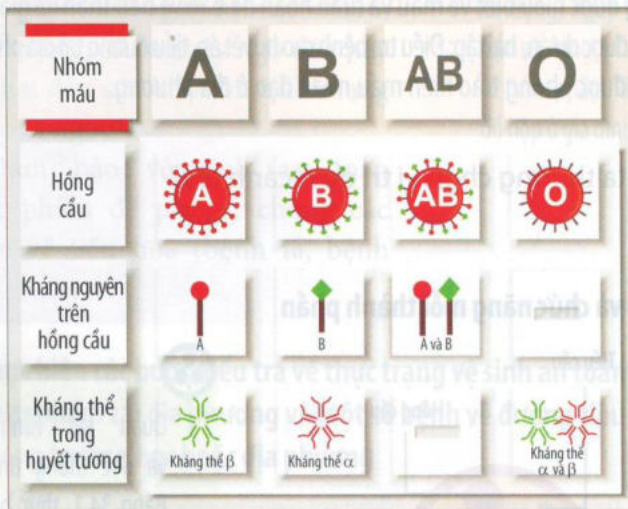 Nhóm
máu
A
B
AB
O
Hồng
cầu
A
B
AB
O
Kháng nguyên
trên
hồng cầu
A
B
A và B
Kháng thể
trong
huyết tương
Kháng thể β
Kháng thể α
Kháng thể
α và β